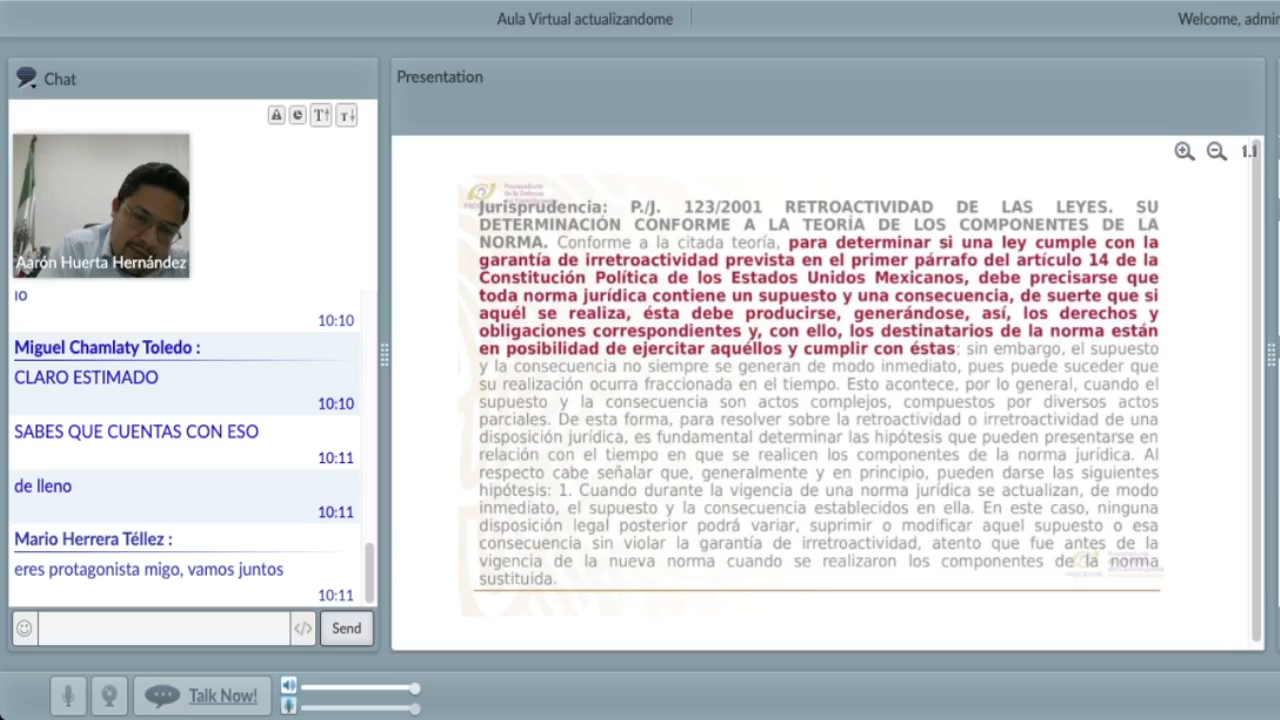 Aula Virtual actualizandome
Welcome, admin
Chat
Aarón Huerta Hernández
10:10
Miguel Chamlaty Toledo :
CLARO ESTIMADO
10:10
SABES QUE CUENTAS CON ESO
10:11
de lleno
10:11
Mario Herrera Téllez :
eres protagonista migo, vamos juntos
10:11
Send
Talk Now!
Presentation
1.1
Procuraduría
de la Defensa
Jurisprudencia: P./J. 123/2001 RETROACTIVIDAD DE LAS LEYES. SU
DETERMINACIÓN CONFORME A LA TEORÍA DE LOS COMPONENTES DE LA
NORMA. Conforme a la citada teoría, para determinar si una ley cumple con la
garantía de irretroactividad prevista en el primer párrafo del artículo 14 de la
Constitución Política de los Estados Unidos Mexicanos, debe precisarse que
toda norma jurídica contiene un supuesto y una consecuencia, de suerte que si
aquél se realiza, ésta debe producirse, generándose, así, los derechos y
obligaciones correspondientes y, con ello, los destinatarios de la norma están
en posibilidad de ejercitar aquéllos y cumplir con éstas; sin embargo, el supuesto
y la consecuencia no siempre se generan de modo inmediato, pues puede suceder que
su realización ocurra fraccionada en el tiempo. Esto acontece, por lo general, cuando el
supuesto y la consecuencia son actos complejos, compuestos por diversos actos
parciales. De esta forma, para resolver sobre la retroactividad o irretroactividad de una
disposición jurídica, es fundamental determinar las hipótesis que pueden presentarse en
relación con el tiempo en que se realicen los componentes de la norma jurídica. Al
respecto cabe señalar que, generalmente y en principio, pueden darse las siguientes
hipótesis: 1. Cuando durante la vigencia de una norma jurídica se actualizan, de modo
inmediato, el supuesto y la consecuencia establecidos en ella. En este caso, ninguna
disposición legal posterior podrá variar, suprimir o modificar aquel supuesto o esa
consecuencia sin violar la garantía de irretroactividad, atento que fue antes de la
vigencia de la nueva norma cuando se realizaron los componentes de la norma
sustituida.